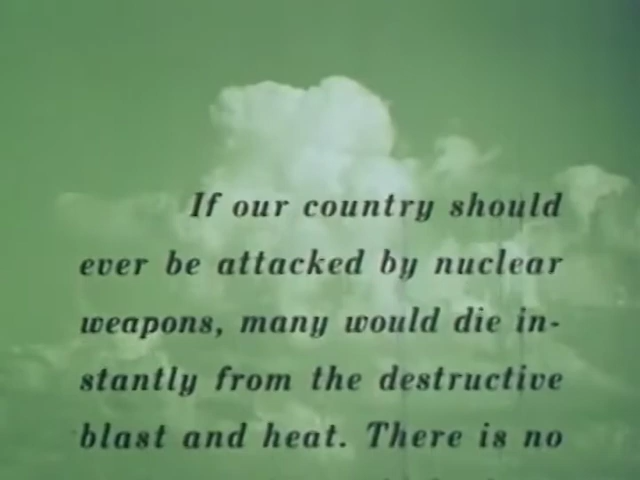 If our country should
ever be attacked by nuclear
weapons, many would die in-
stantly from the destructive
blast and heat. There is no